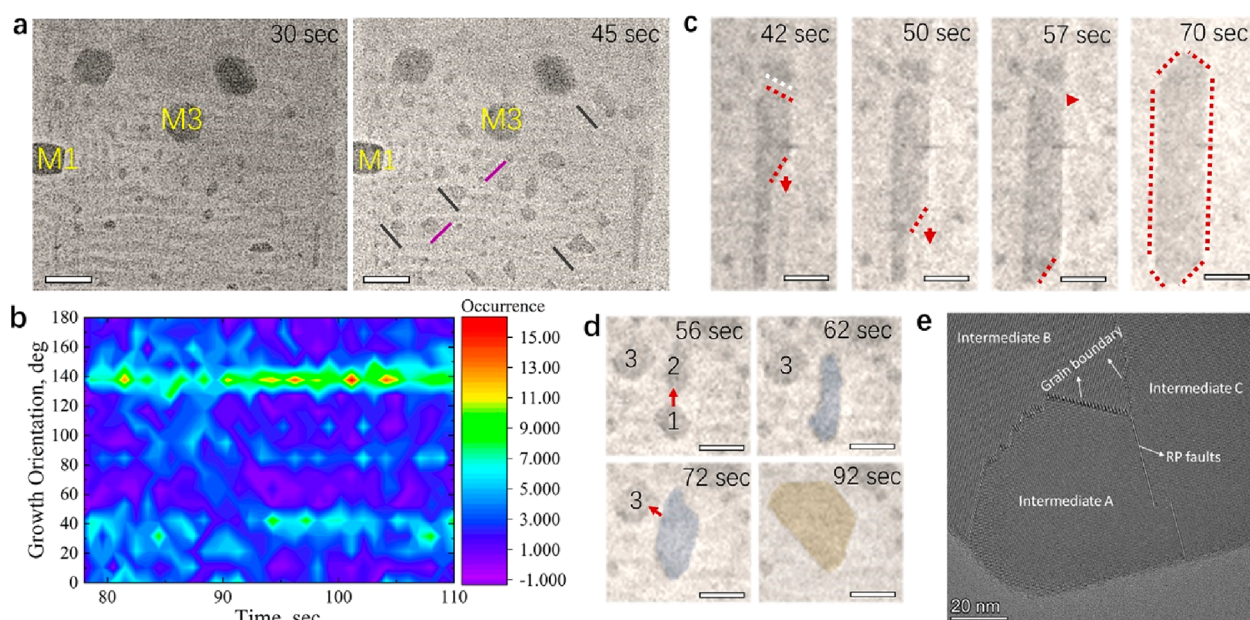 a
30 sec
M3
M1
45 sec
M3
M1
b
Occurrence
180
160
140
120
100
80
60
40
20
0
Growth Orientation, deg
80
90
100
110
Time, sec
15.00
13.00
11.00
9.000
7.000
5.000
3.000
1.000
-1.000
c
42 sec
50 sec
57 sec
70 sec
d
56 sec
3
2
1
62 sec
3
72 sec
3
92 sec
e
Intermediate B
Grain boundary
Intermediate C
RP faults
Intermediate A
20 nm